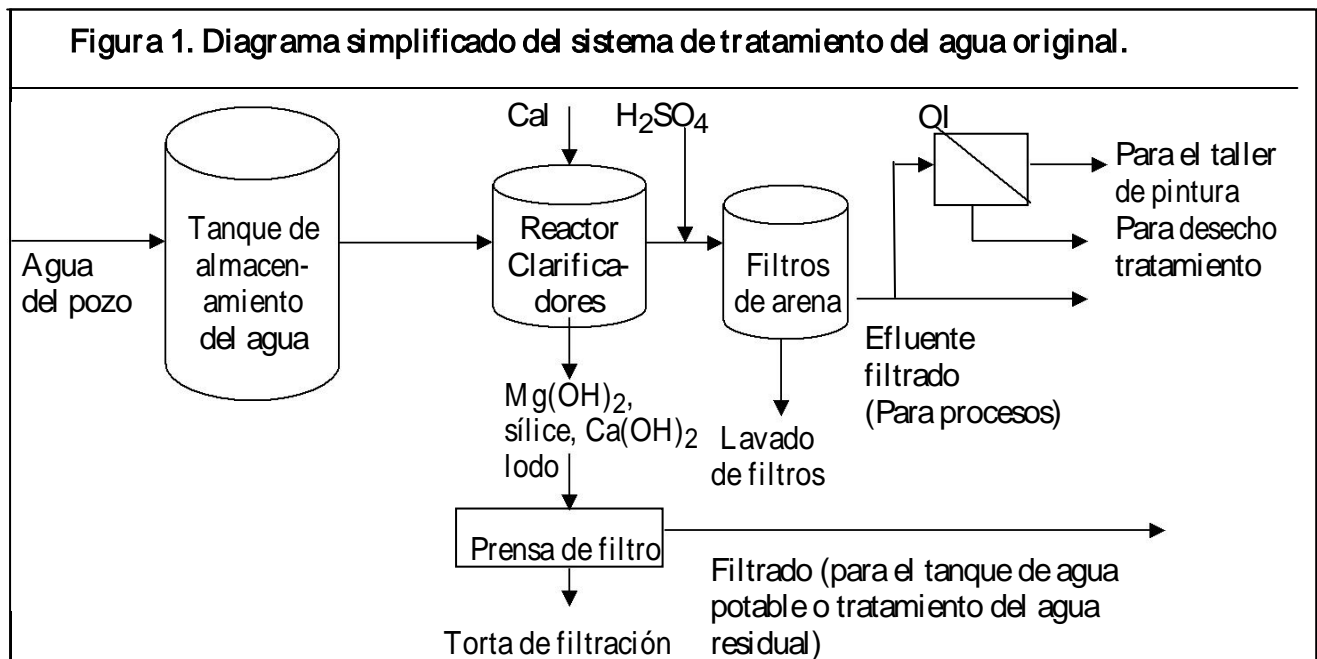 Figura 1. Diagrama simplificado del sistema de tratamiento del agua original.
Cal
H2SO4
OI
Para el taller
de pintura
Para desecho
tratamiento
Agua
del pozo
Tanque de
almacen-
amiento
del agua
Reactor
Clarifica-
dores
Filtros
de arena
Efluente
filtrado
(Para procesos)
Mg(OH)2,
sílice, Ca(OH)2
lodo
Lavado
de filtros
Prensa de filtro
Filtrado (para el tanque de agua
potable o tratamiento del agua
residual)
Torta de filtración